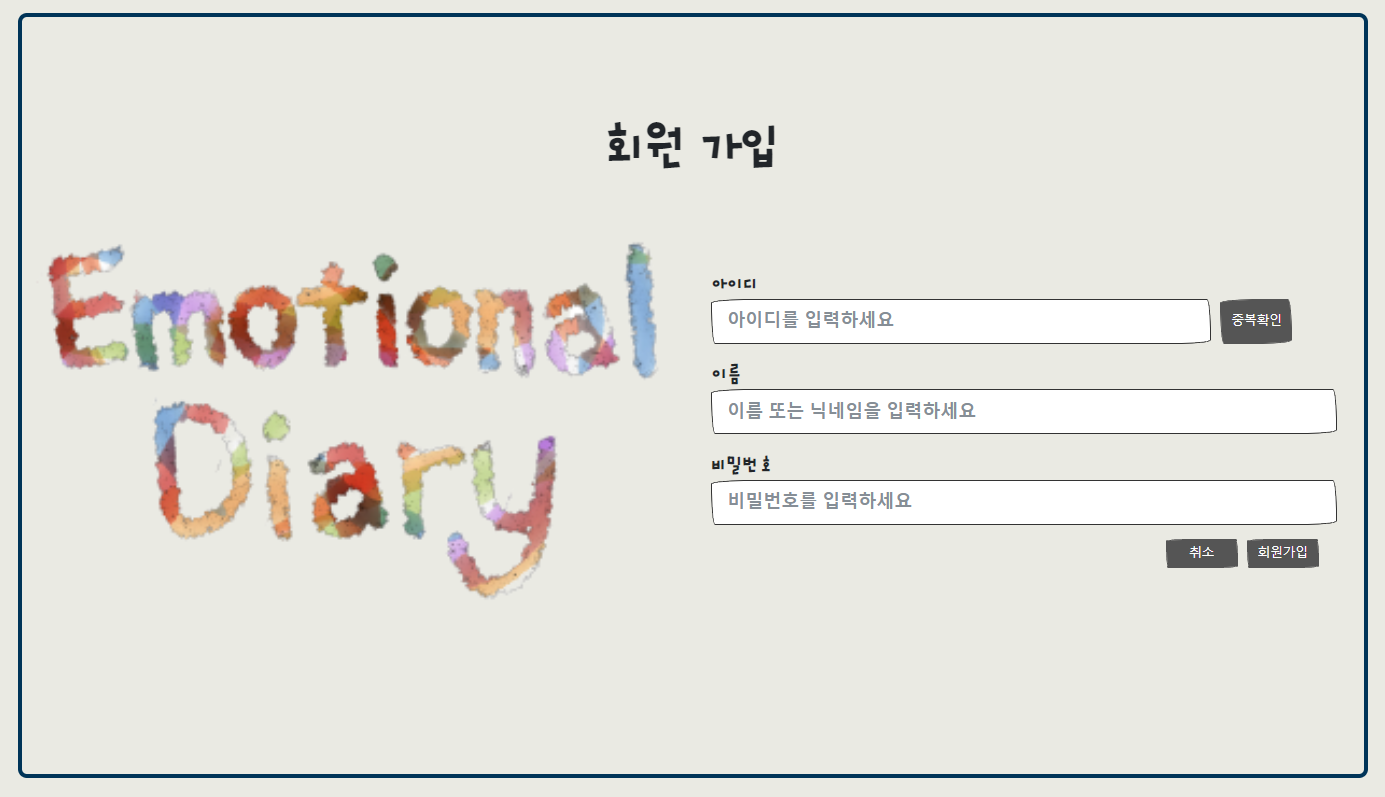 회원 가입
Emotional
Diary
아이디
아이디를 입력하세요
중복확인
이름
이름 또는 닉네임을 입력하세요
비밀번호
비밀번호를 입력하세요
취소
회원가입